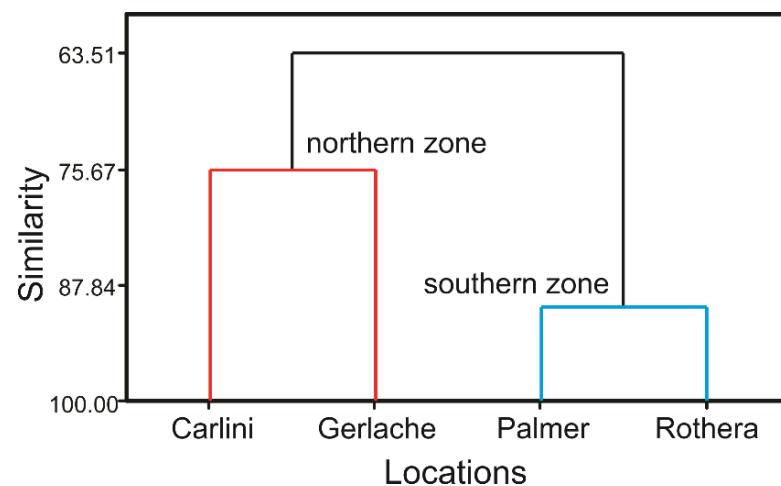 63.51
northern zone
75.67
Similarity
87.84
southern zone
100.00
Carlini Gerlache Palmer Rothera
Locations